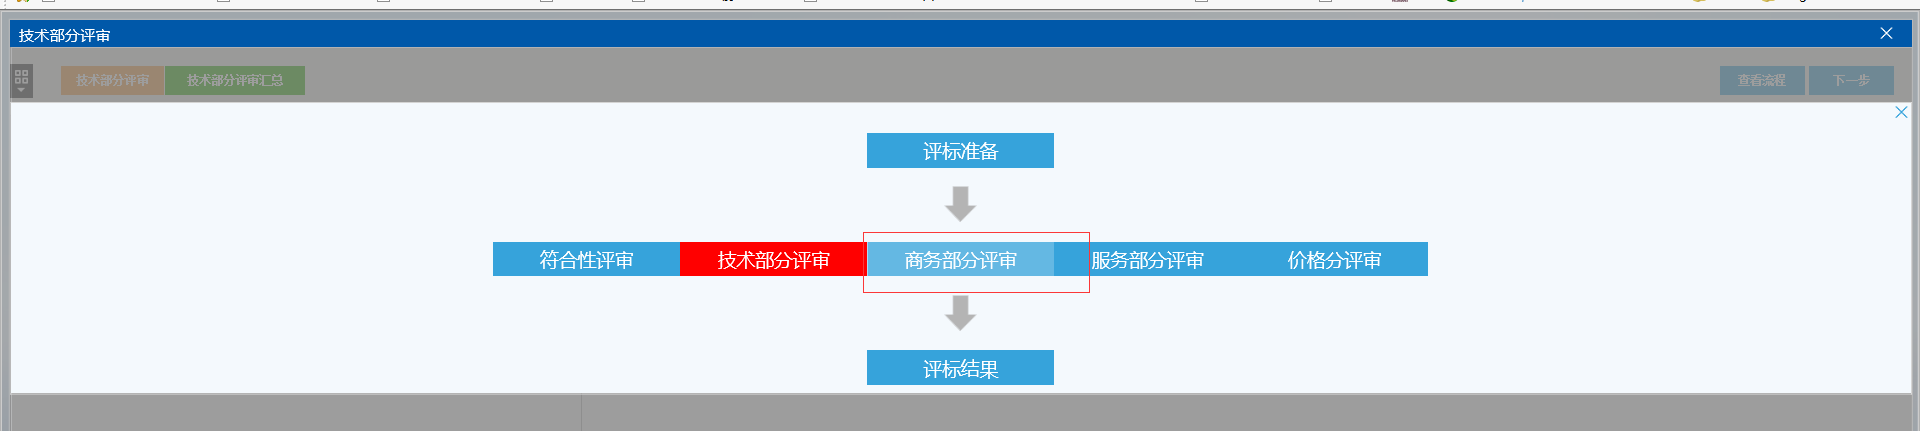 技术部分评审
技术部分评审 技术部分评审汇总 查看流程 下一步
评标准备
符合性评审 技术部分评审 商务部分评审 服务部分评审 价格分评审
评标结果